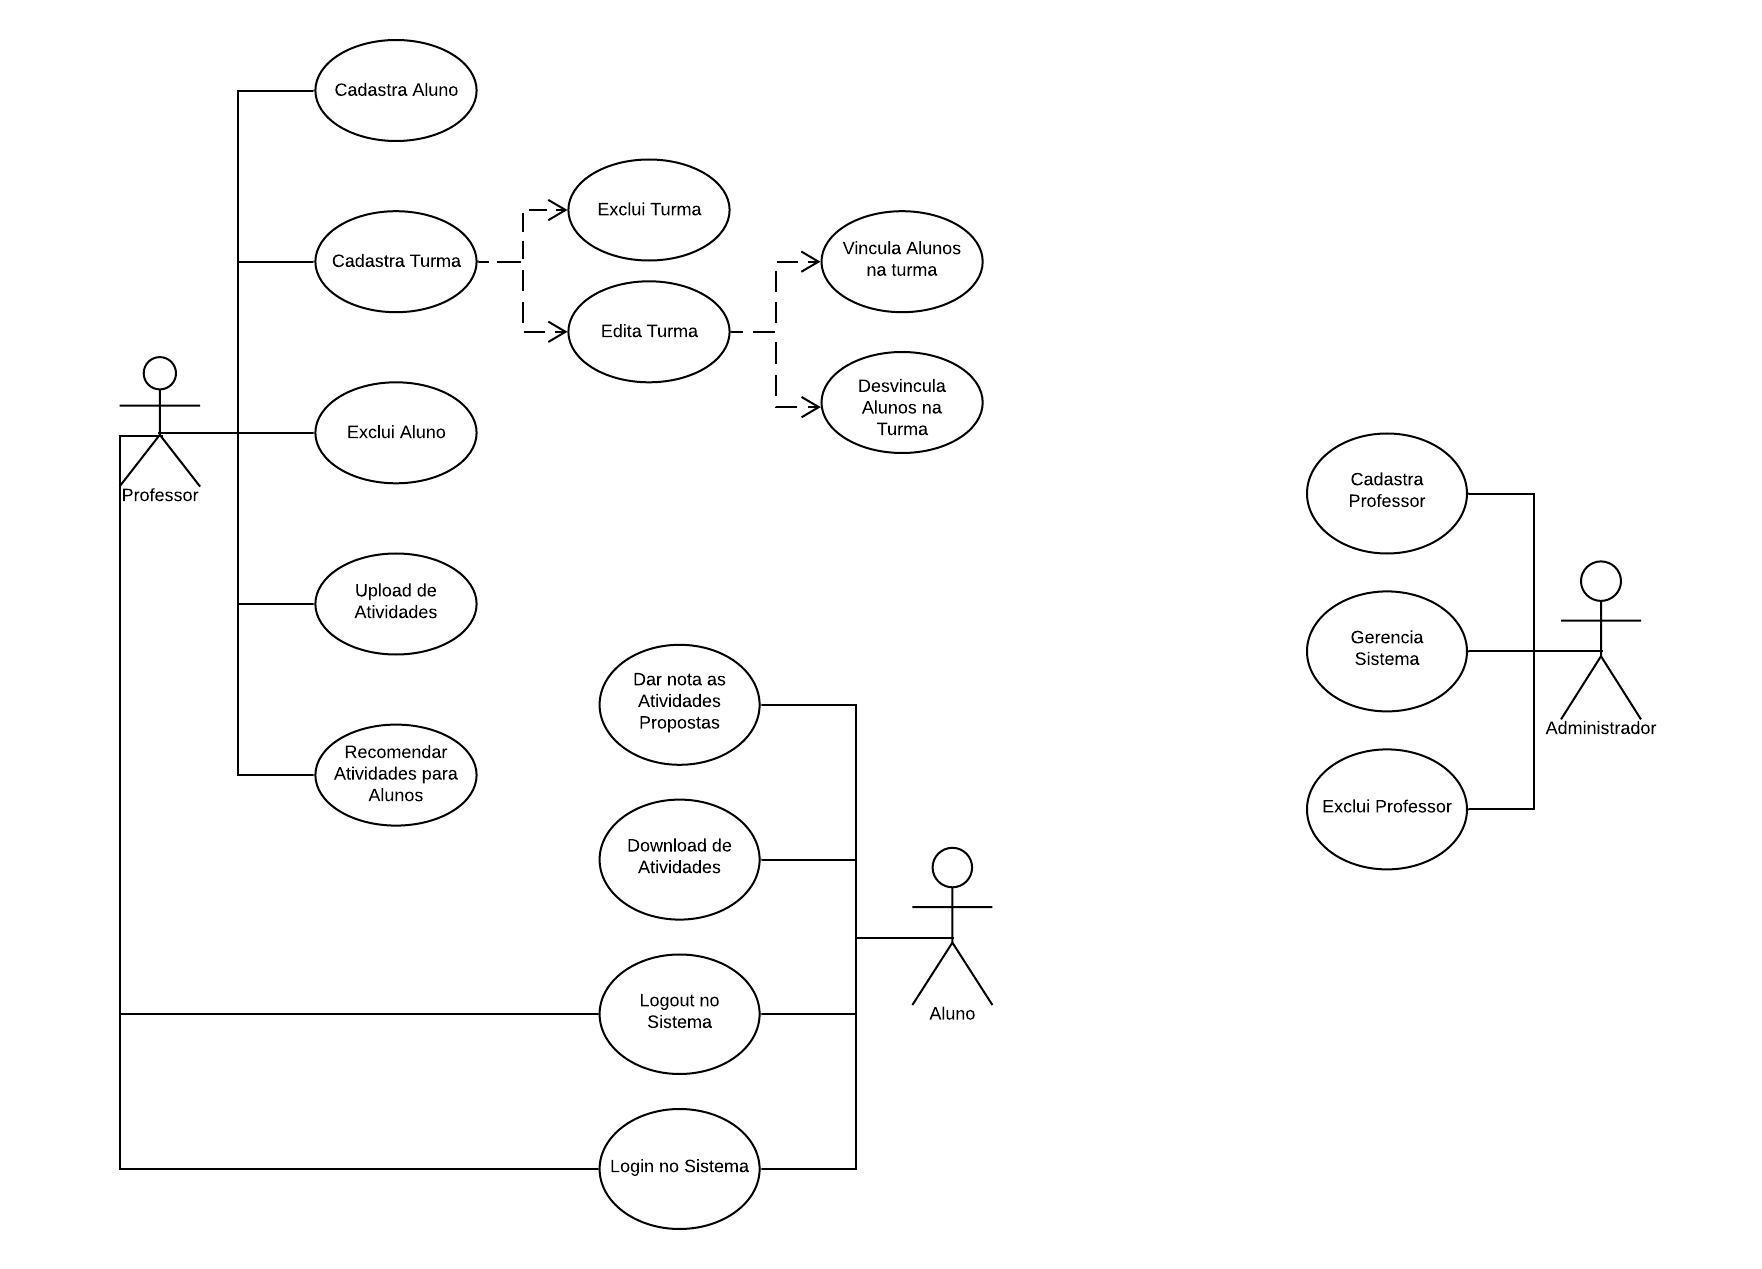 Cadastra Aluno
Exclui Turma
Cadastra Turma
Vincula Alunos
na turma
Edita Turma
Desvincula
Alunos na
Turma
Exclui Aluno
Professor
Upload de
Atividades
Recomendar
Atividades para
Alunos
Dar nota as
Atividades
Propostas
Download de
Atividades
Logout no
Sistema
Login no Sistema
Aluno
Cadastra
Professor
Gerencia
Sistema
Administrador
Exclui Professor